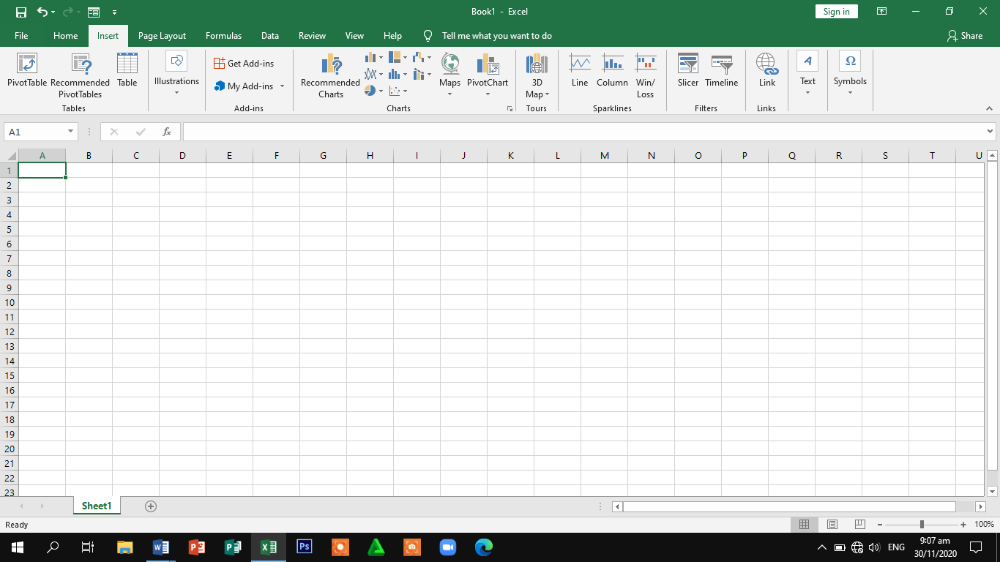 Book1 - Excel
Sign in
File Home Insert Page Layout Formulas Data Review View Help Tell me what you want to do Share
PivotTable Recommended PivotTables Table
Tables
Illustrations
Get Add-ins
My Add-ins
Add-ins
Recommended Charts
Maps PivotChart
Charts
3D Map
Tours
Line Column Win/Loss
Sparklines
Slicer Timeline
Filters
Link
Links
A
Text
Ω
Symbols
A1
fx
A B C D E F G H I J K L M N O P Q R S T U
1
2
3
4
5
6
7
8
9
10
11
12
13
14
15
16
17
18
19
20
21
22
23
Sheet1
Ready
100%
Ps
ENG
9:07 am
30/11/2020